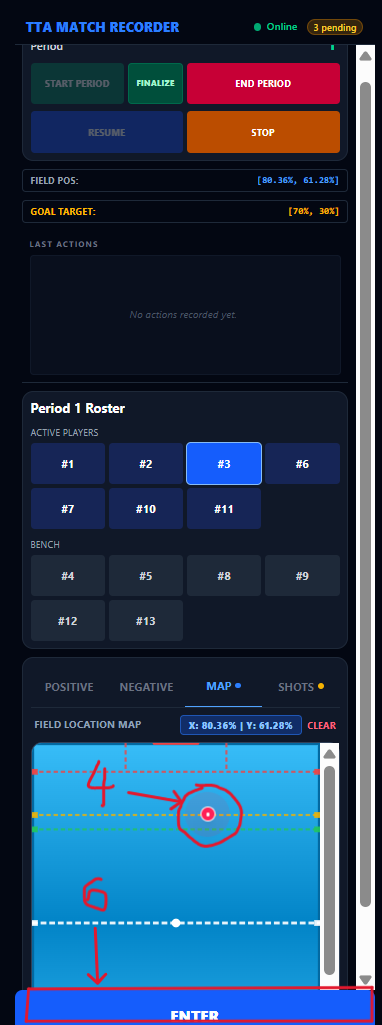 TTA MATCH RECORDER
Online
3 pending
Period
START PERIOD
FINALIZE
END PERIOD
RESUME
STOP
FIELD POS:
[80.36%, 61.28%]
GOAL TARGET:
[70%, 30%]
LAST ACTIONS
No actions recorded yet.
Period 1 Roster
ACTIVE PLAYERS
#1
#2
#3
#6
#7
#10
#11
BENCH
#4
#5
#8
#9
#12
#13
POSITIVE
NEGATIVE
MAP
SHOTS
FIELD LOCATION MAP
X: 80.36% | Y: 61.28%
CLEAR
4
6
ENTER